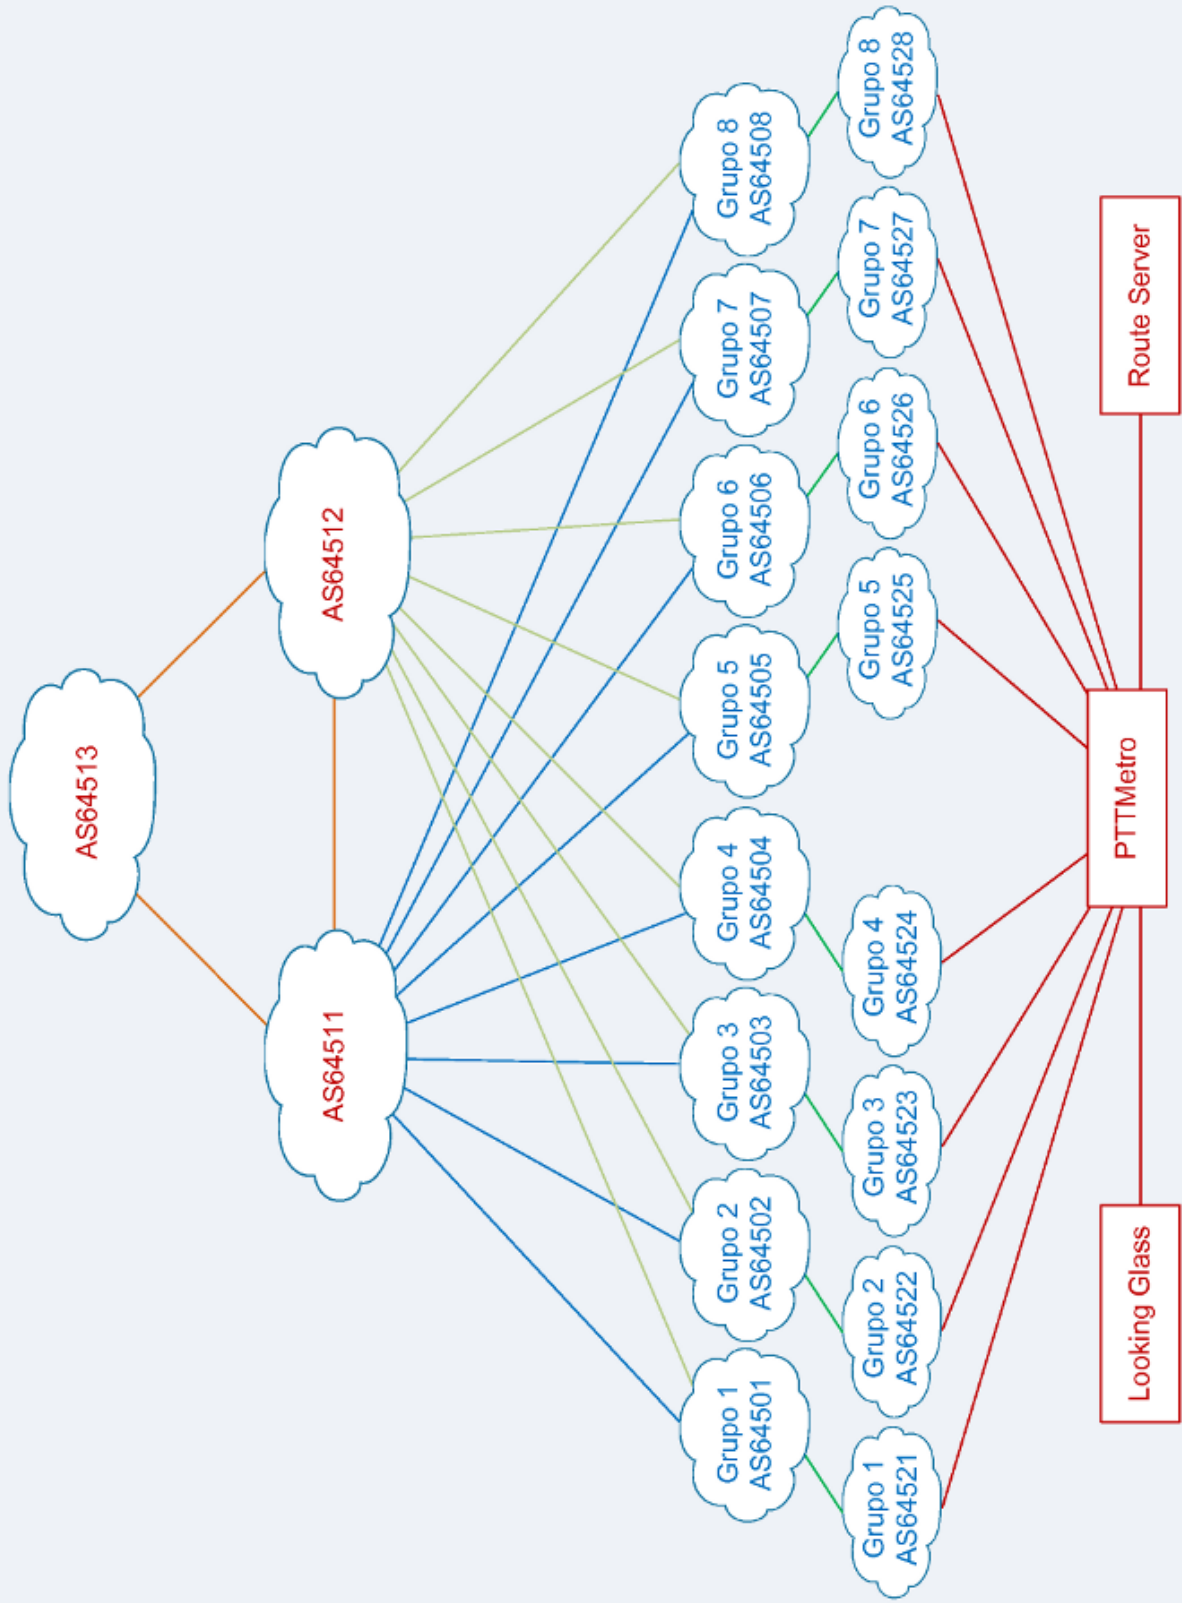 AS64513
AS64511
AS64512
Grupo 1
AS64501
Grupo 2
AS64502
Grupo 3
AS64503
Grupo 4
AS64504
Grupo 5
AS64505
Grupo 6
AS64506
Grupo 7
AS64507
Grupo 8
AS64508
Grupo 1
AS64521
Grupo 2
AS64522
Grupo 3
AS64523
Grupo 4
AS64524
Grupo 5
AS64525
Grupo 6
AS64526
Grupo 7
AS64527
Grupo 8
AS64528
Looking Glass
PTTMetro
Route Server